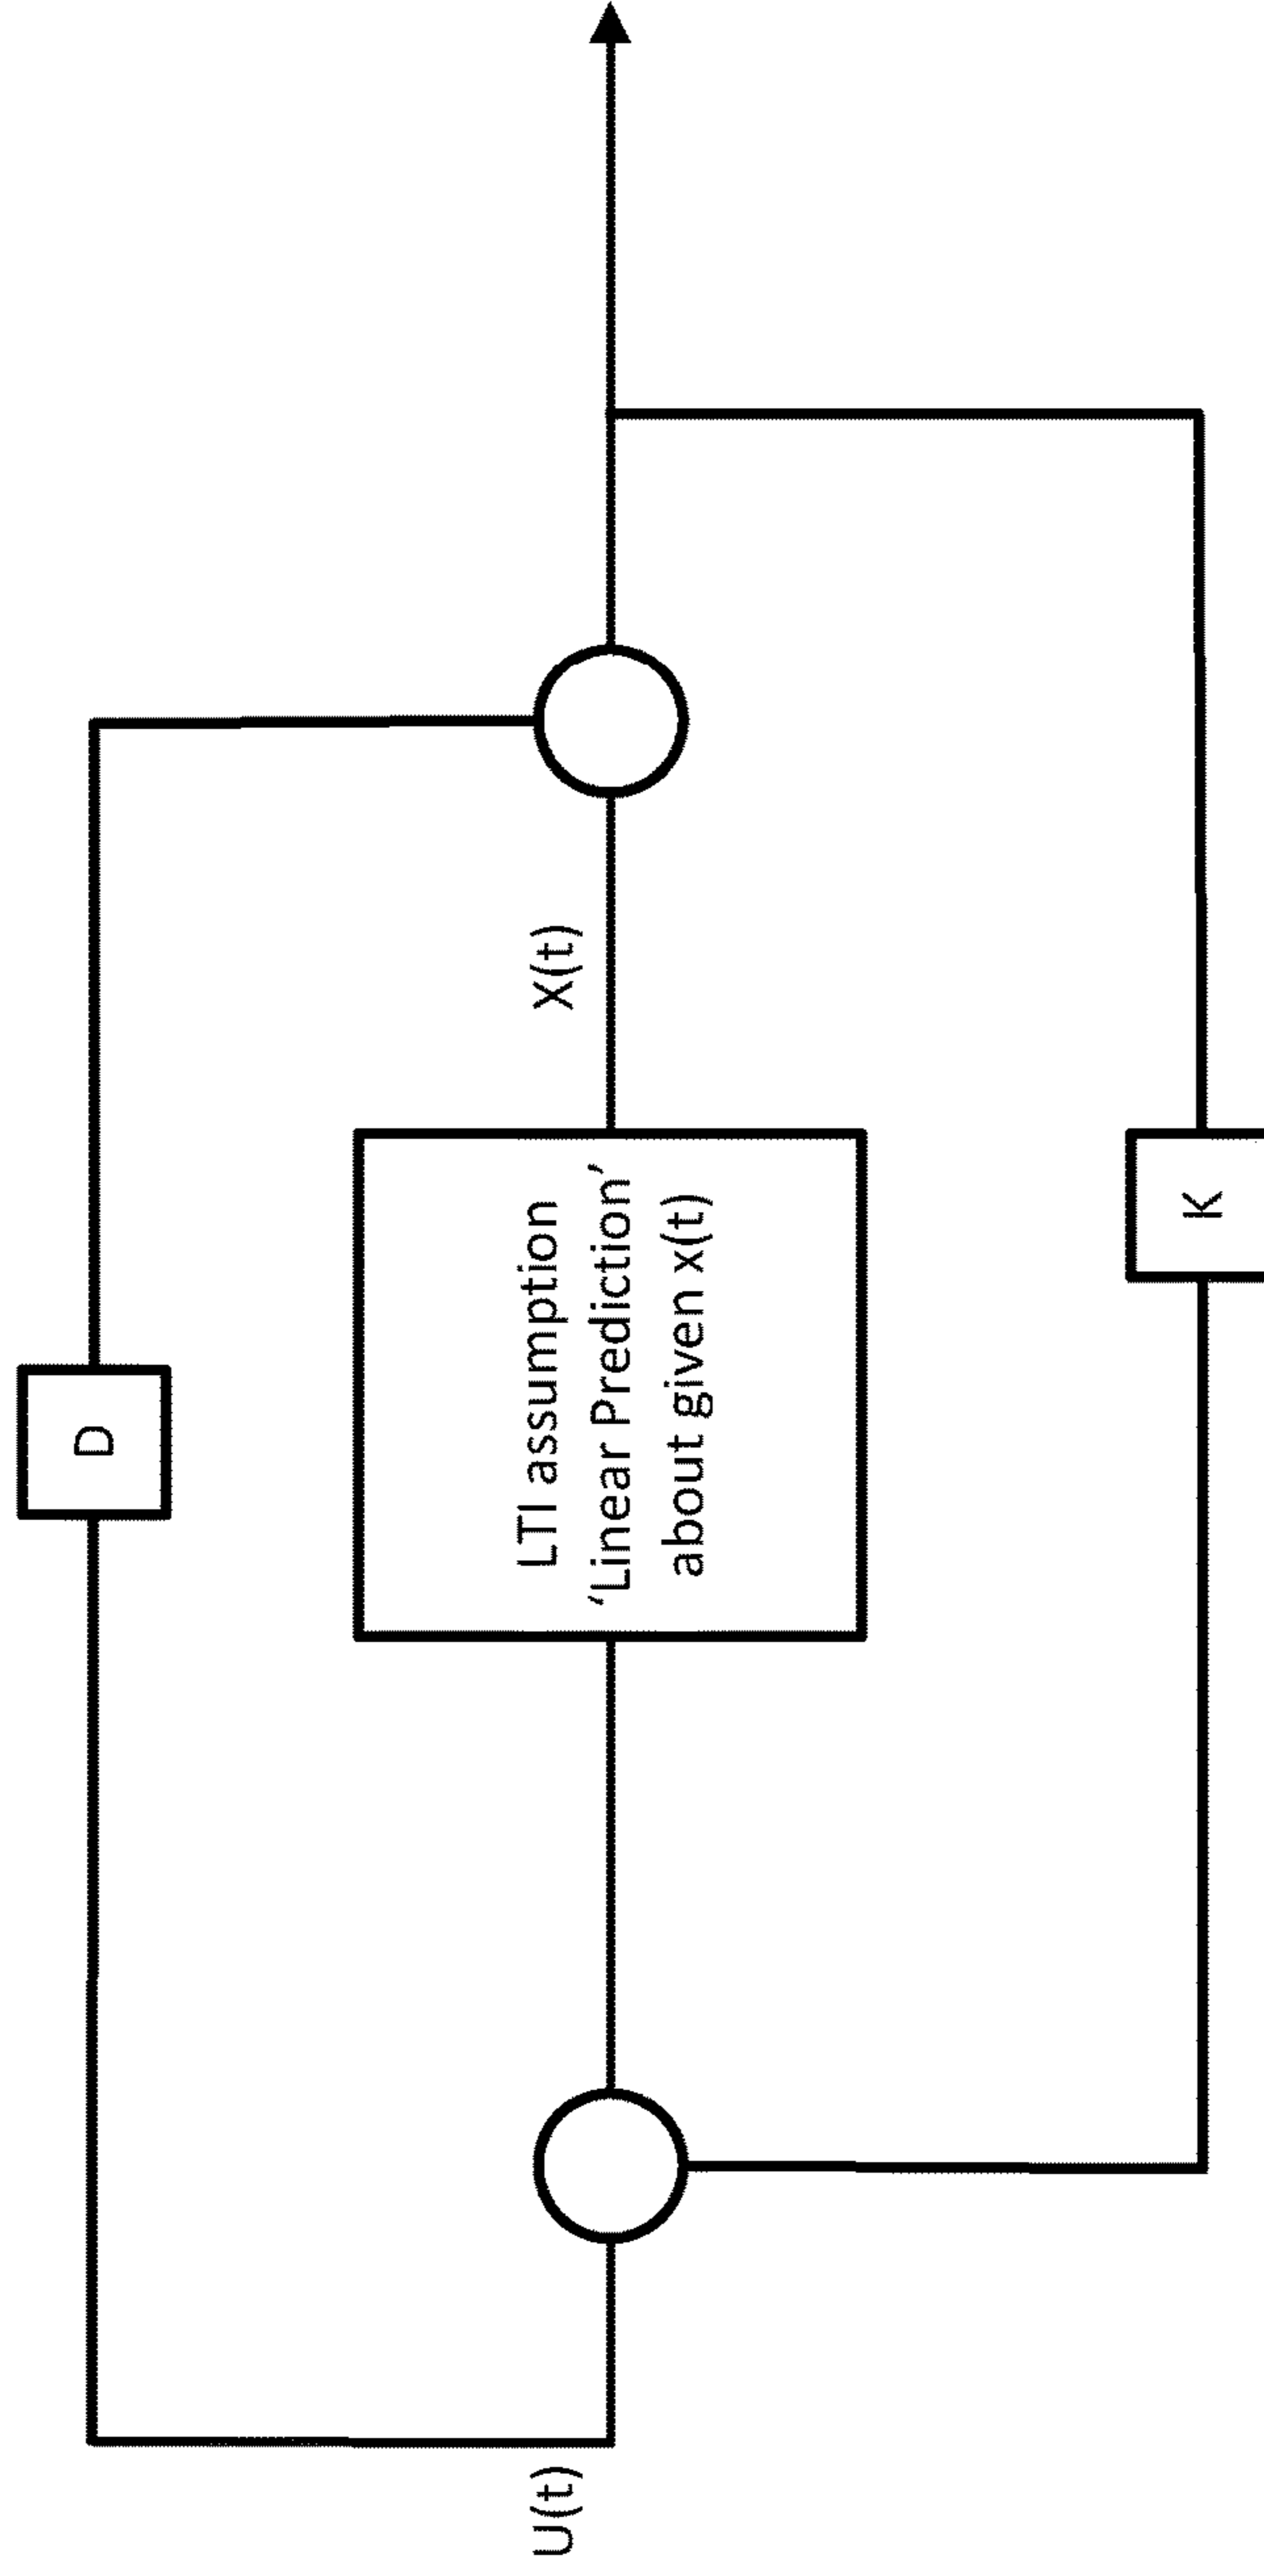 D
U(t)
LTI assumption
‘Linear Prediction’
about given x(t)
X(t)
K